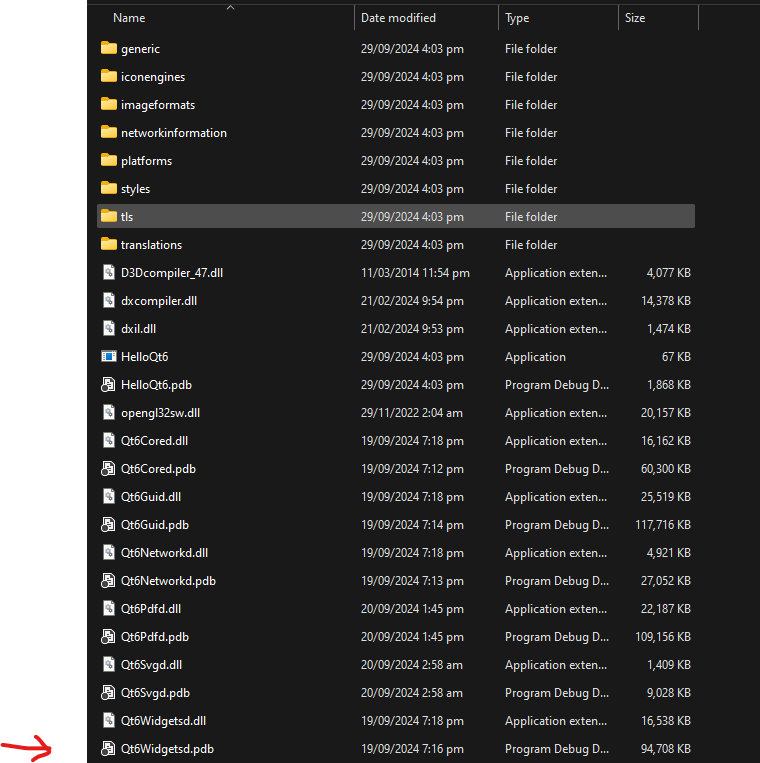 Name Date modified Type Size
generic 29/09/2024 4:03 pm File folder
iconengines 29/09/2024 4:03 pm File folder
imageformats 29/09/2024 4:03 pm File folder
networkinformation 29/09/2024 4:03 pm File folder
platforms 29/09/2024 4:03 pm File folder
styles 29/09/2024 4:03 pm File folder
tls 29/09/2024 4:03 pm File folder
translations 29/09/2024 4:03 pm File folder
D3Dcompiler_47.dll 11/03/2014 11:54 pm Application exten... 4,077 KB
dxcompiler.dll 21/02/2024 9:54 pm Application exten... 14,378 KB
dxil.dll 21/02/2024 9:53 pm Application exten... 1,474 KB
HelloQt6 29/09/2024 4:03 pm Application 67 KB
HelloQt6.pdb 29/09/2024 4:03 pm Program Debug D... 1,868 KB
opengl32sw.dll 29/11/2022 2:04 am Application exten... 20,157 KB
Qt6Cored.dll 19/09/2024 7:18 pm Application exten... 16,162 KB
Qt6Cored.pdb 19/09/2024 7:12 pm Program Debug D... 60,300 KB
Qt6Guid.dll 19/09/2024 7:18 pm Application exten... 25,519 KB
Qt6Guid.pdb 19/09/2024 7:14 pm Program Debug D... 117,716 KB
Qt6Networkd.dll 19/09/2024 7:18 pm Application exten... 4,921 KB
Qt6Networkd.pdb 19/09/2024 7:13 pm Program Debug D... 27,052 KB
Qt6Pdfd.dll 20/09/2024 1:45 pm Application exten... 22,187 KB
Qt6Pdfd.pdb 20/09/2024 1:45 pm Program Debug D... 109,156 KB
Qt6Svgd.dll 20/09/2024 2:58 am Application exten... 1,409 KB
Qt6Svgd.pdb 20/09/2024 2:58 am Program Debug D... 9,028 KB
Qt6Widgetsd.dll 19/09/2024 7:18 pm Application exten... 16,538 KB
Qt6Widgetsd.pdb 19/09/2024 7:16 pm Program Debug D... 94,708 KB